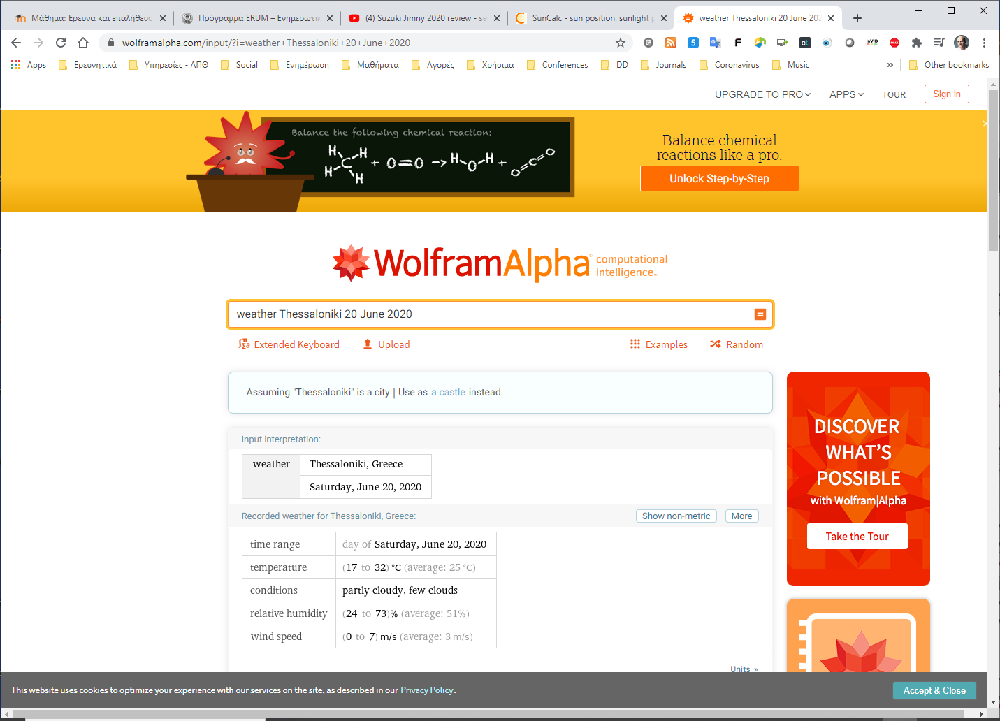 Μάθημα: Έρευνα και επαλήθευσ
Πρόγραμμα ERUM – Ενημερωτικ
(4) Suzuki Jimny 2020 review - se
SunCalc - sun position, sunlight p
weather Thessaloniki 20 June 202
wolframalpha.com/input/?i=weather+Thessaloniki+20+June+2020
Apps
Ερευνητικά
Υπηρεσίες - ΑΠΘ
Social
Ενημέρωση
Μαθήματα
Αγορές
Χρήσιμα
Conferences
DD
Journals
Coronavirus
Music
Other bookmarks
UPGRADE TO PRO
APPS
TOUR
Sign in
Balance the following chemical reaction:
H H C H H + O=O -> H O H + O=C=O
Balance chemical
reactions like a pro.
Unlock Step-by-Step
WolframAlpha computational
intelligence™
weather Thessaloniki 20 June 2020
Extended Keyboard
Upload
Examples
Random
Assuming "Thessaloniki" is a city | Use as a castle instead
Input interpretation:
weather
Thessaloniki, Greece
Saturday, June 20, 2020
Recorded weather for Thessaloniki, Greece:
Show non-metric
More
time range day of Saturday, June 20, 2020
temperature (17 to 32) °C (average: 25 °C)
conditions partly cloudy, few clouds
relative humidity (24 to 73)% (average: 51%)
wind speed (0 to 7) m/s (average: 3 m/s)
Units »
DISCOVER
WHAT'S
POSSIBLE
with Wolfram|Alpha
Take the Tour
This website uses cookies to optimize your experience with our services on the site, as described in our Privacy Policy.
Accept & Close